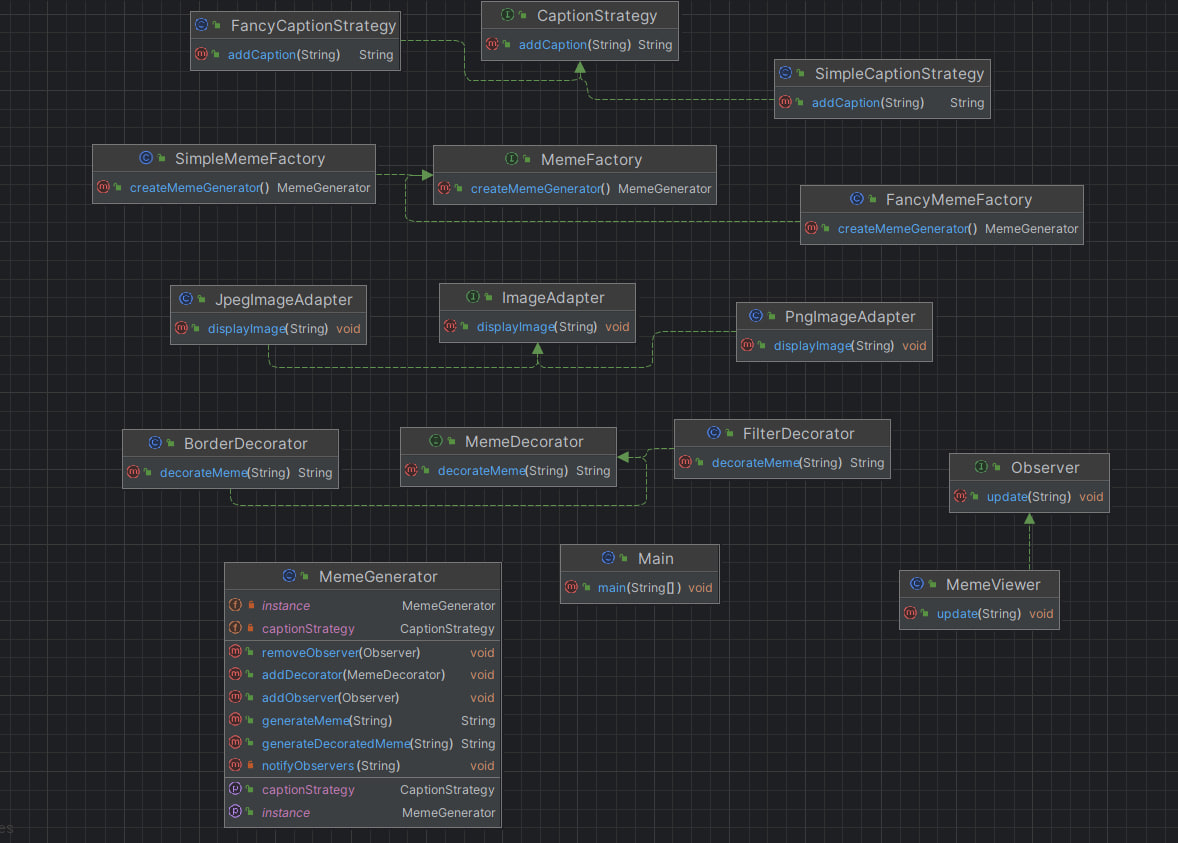 FancyCaptionStrategy
addCaption(String) String
CaptionStrategy
addCaption(String) String
SimpleCaptionStrategy
addCaption(String) String
SimpleMemeFactory
createMemeGenerator() MemeGenerator
MemeFactory
createMemeGenerator() MemeGenerator
FancyMemeFactory
createMemeGenerator() MemeGenerator
JpegImageAdapter
displayImage(String) void
ImageAdapter
displayImage(String) void
PngImageAdapter
displayImage(String) void
BorderDecorator
decorateMeme(String) String
MemeDecorator
decorateMeme(String) String
FilterDecorator
decorateMeme(String) String
Observer
update(String) void
MemeGenerator
instance MemeGenerator
captionStrategy CaptionStrategy
removeObserver(Observer) void
addDecorator(MemeDecorator) void
addObserver(Observer) void
generateMeme(String) String
generateDecoratedMeme(String) String
notifyObservers(String) void
captionStrategy CaptionStrategy
instance MemeGenerator
Main
main(String[]) void
MemeViewer
update(String) void